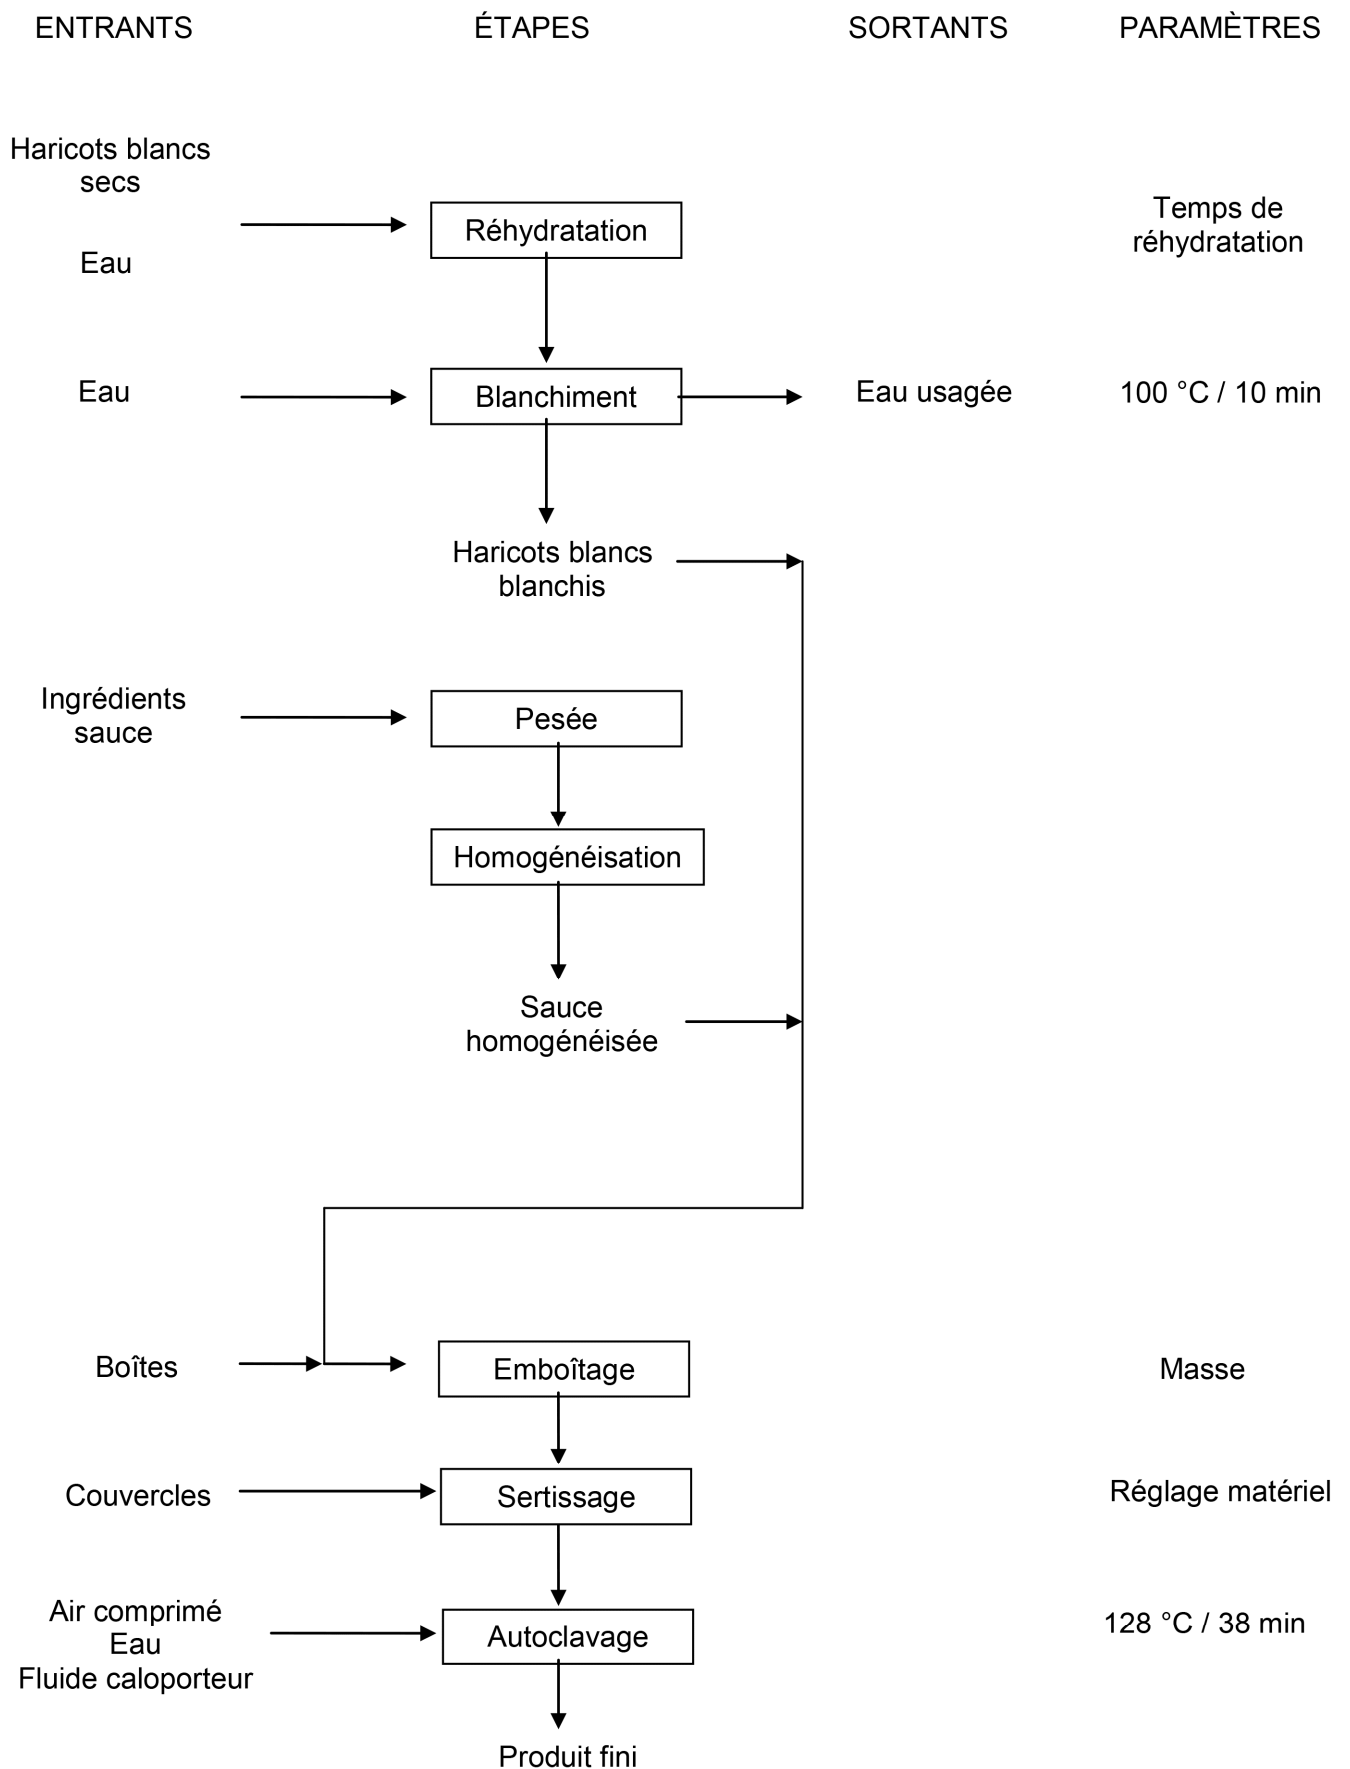 ENTRANTS
ÉTAPES
SORTANTS
PARAMÈTRES
Haricots blancs
secs
Eau
Réhydratation
Temps de
réhydratation
Eau
Blanchiment
Eau usagée
100 °C / 10 min
Haricots blancs
blanchis
Ingrédients
sauce
Pesée
Homogénéisation
Sauce
homogénéisée
Boîtes
Emboîtage
Masse
Couvercles
Sertissage
Réglage matériel
Air comprimé
Eau
Fluide caloporteur
Autoclavage
128 °C / 38 min
Produit fini